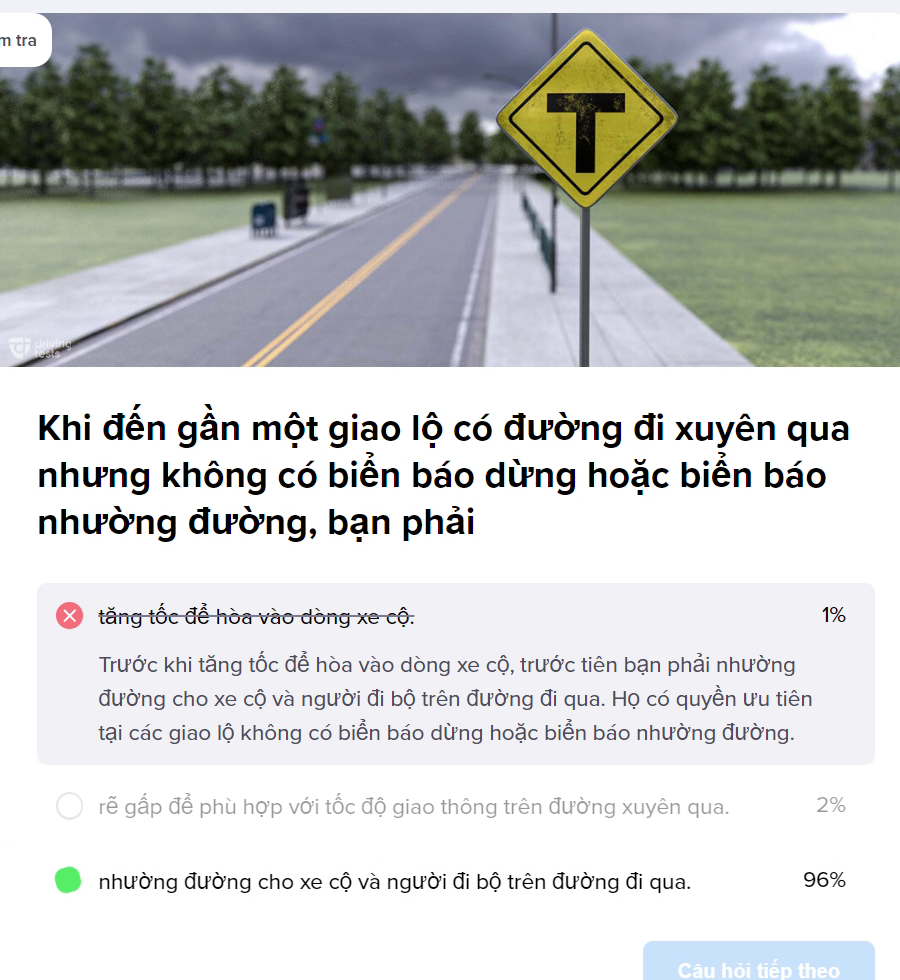 m tra
T
driving
tests
Khi đến gần một giao lộ có đường đi xuyên qua
nhưng không có biển báo dừng hoặc biển báo
nhường đường, bạn phải
tăng tốc để hòa vào dòng xe cộ. 1%
Trước khi tăng tốc để hòa vào dòng xe cộ, trước tiên bạn phải nhường
đường cho xe cộ và người đi bộ trên đường đi qua. Họ có quyền ưu tiên
tại các giao lộ không có biển báo dừng hoặc biển báo nhường đường.
rẽ gấp để phù hợp với tốc độ giao thông trên đường xuyên qua. 2%
nhường đường cho xe cộ và người đi bộ trên đường đi qua. 96%
Câu hỏi tiếp theo